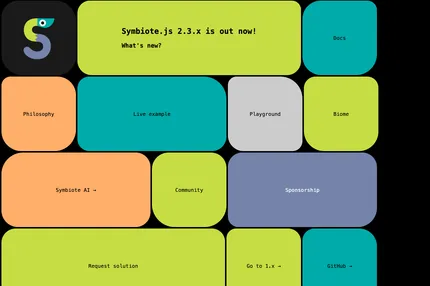 Symbiote.js 2.3.x is out now!
What's new?
Docs
Philosophy
Live example
Playground
Biome
Symbiote AI →
Community
Sponsorship
Request solution
Go to 1.x →
GitHub →